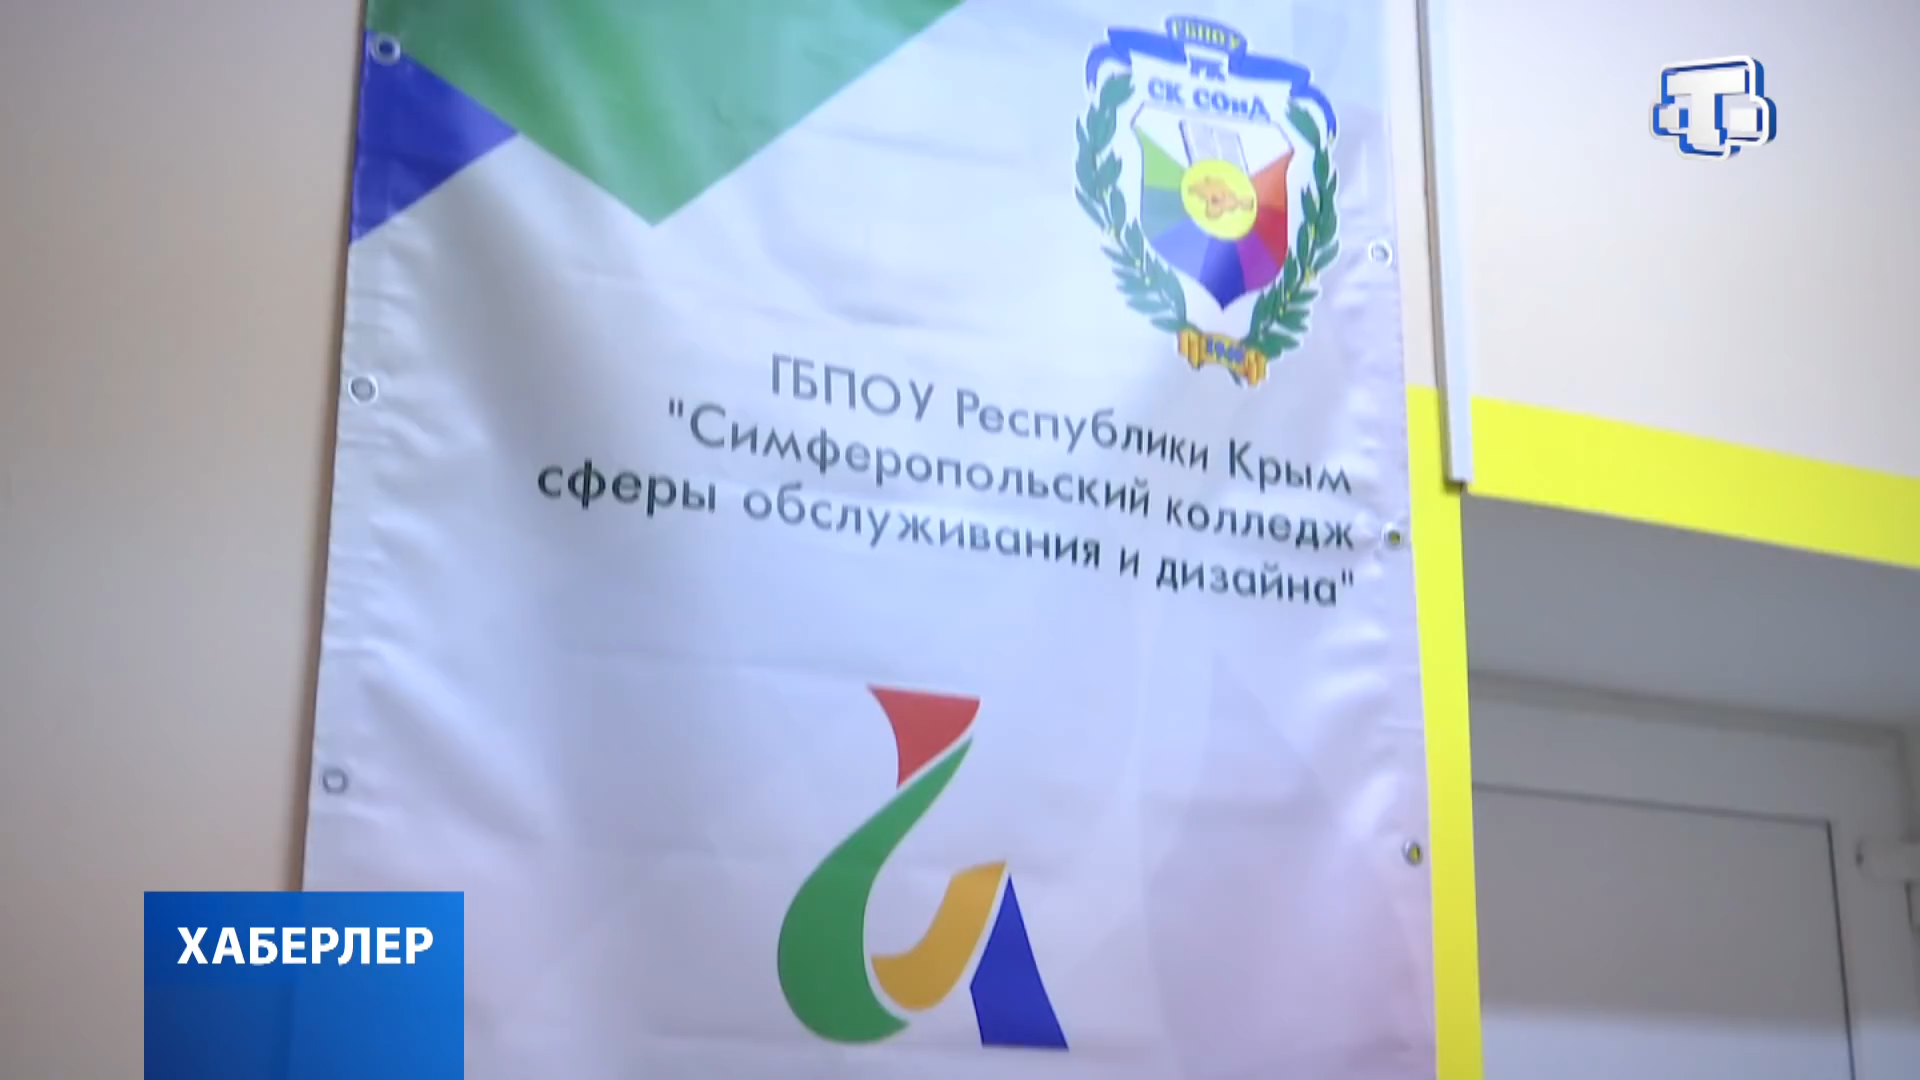 ГБПОУ
РК
СК СОиД
ГБПОУ Республики Крым
"Симферопольский колледж
сферы обслуживания и дизайна"
ХАБЕРЛЕР